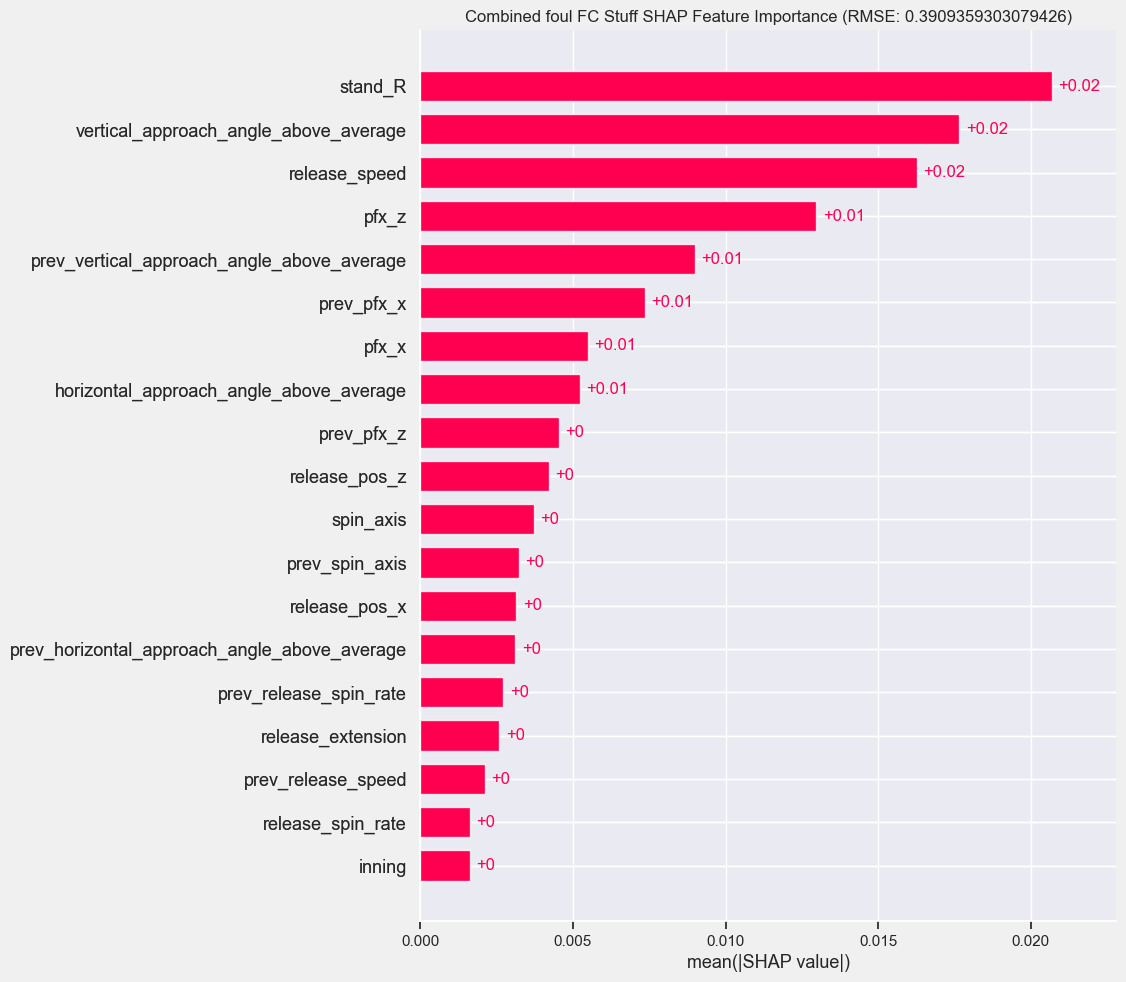 Combined foul FC Stuff SHAP Feature Importance (RMSE: 0.3909359303079426)
stand_R +0.02
vertical_approach_angle_above_average +0.02
release_speed +0.02
pfx_z +0.01
prev_vertical_approach_angle_above_average +0.01
prev_pfx_x +0.01
pfx_x +0.01
horizontal_approach_angle_above_average +0.01
prev_pfx_z +0
release_pos_z +0
spin_axis +0
prev_spin_axis +0
release_pos_x +0
prev_horizontal_approach_angle_above_average +0
prev_release_spin_rate +0
release_extension +0
prev_release_speed +0
release_spin_rate +0
inning +0
0.000 0.005 0.010 0.015 0.020
mean(|SHAP value|)